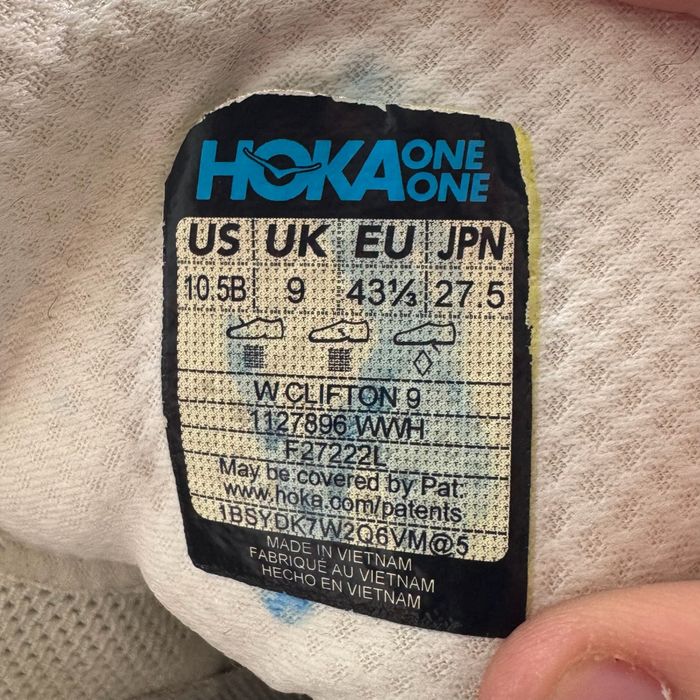 HOKA ONE ONE
US UK EU JPN
10.5B 9 43⅓ 27.5
W CLIFTON 9
1127896 WWH
F27222L
May be covered by Pat.
www.hoka.com/patents
1BSYDK7W2Q6VM@5
MADE IN VIETNAM
FABRIQUÉ AU VIETNAM
HECHO EN VIETNAM